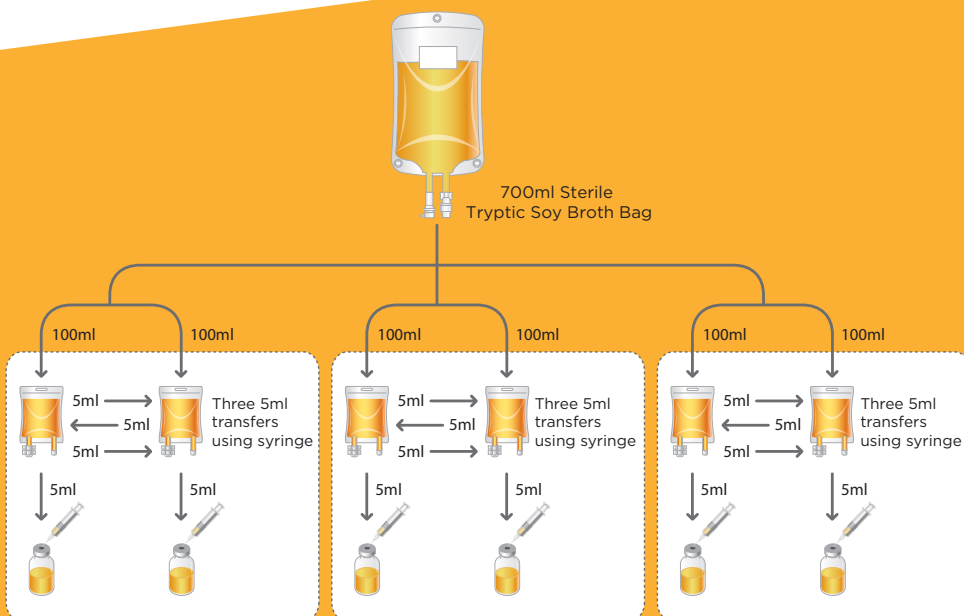 700ml Sterile
Tryptic Soy Broth Bag
100ml
100ml
100ml
100ml
100ml
100ml
5ml
5ml
5ml
Three 5ml
transfers
using syringe
5ml
5ml
5ml
5ml
5ml
Three 5ml
transfers
using syringe
5ml
5ml
5ml
5ml
5ml
Three 5ml
transfers
using syringe
5ml
5ml